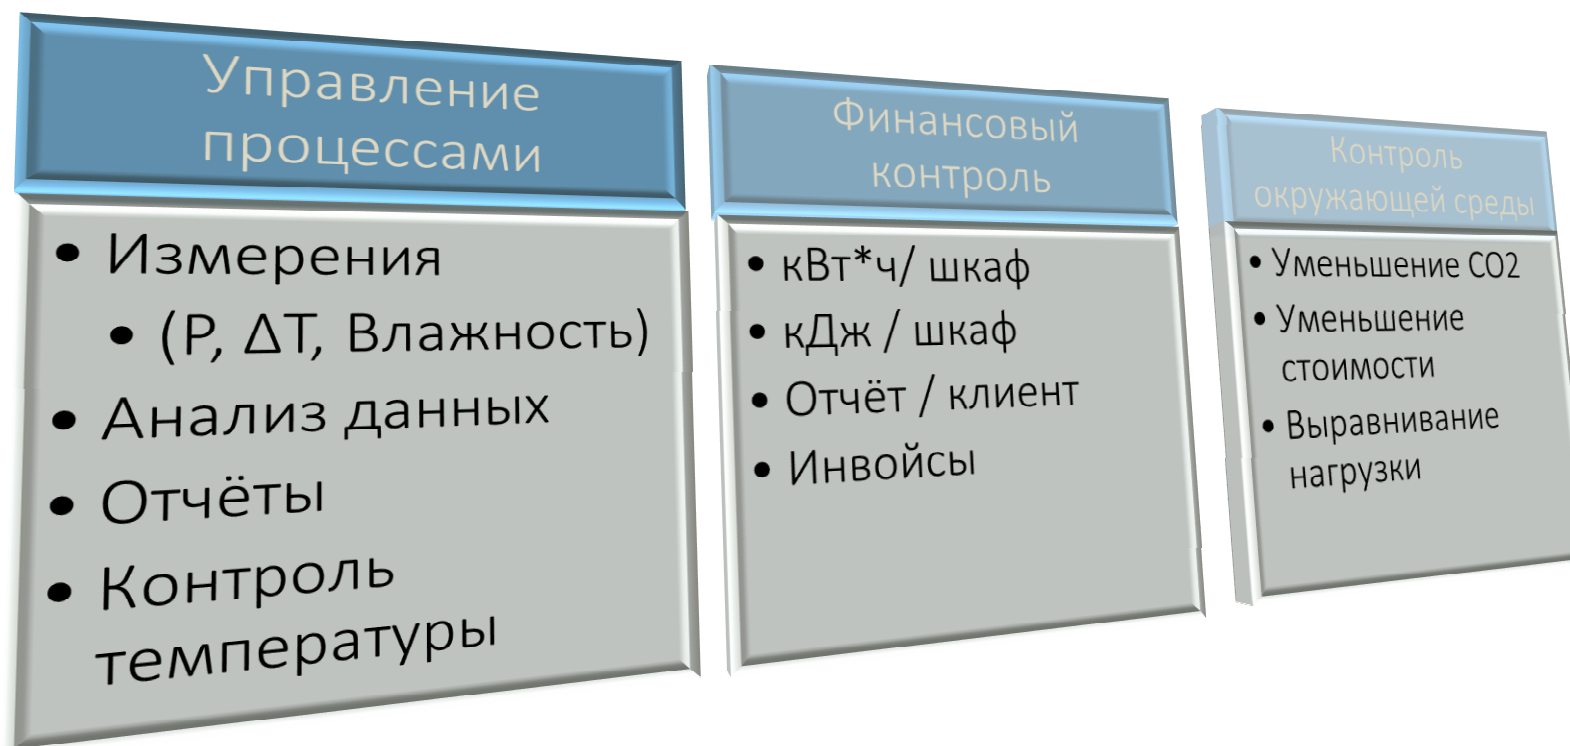 Управление
процессами
• Измерения
• (P, ΔT, Влажность)
• Анализ данных
• Отчёты
• Контроль
температуры
Финансовый
контроль
• кВт*ч/ шкаф
• кДж / шкаф
• Отчёт / клиент
• Инвойсы
Контроль
окружающей среды
• Уменьшение CO2
• Уменьшение
стоимости
• Выравнивание
нагрузки